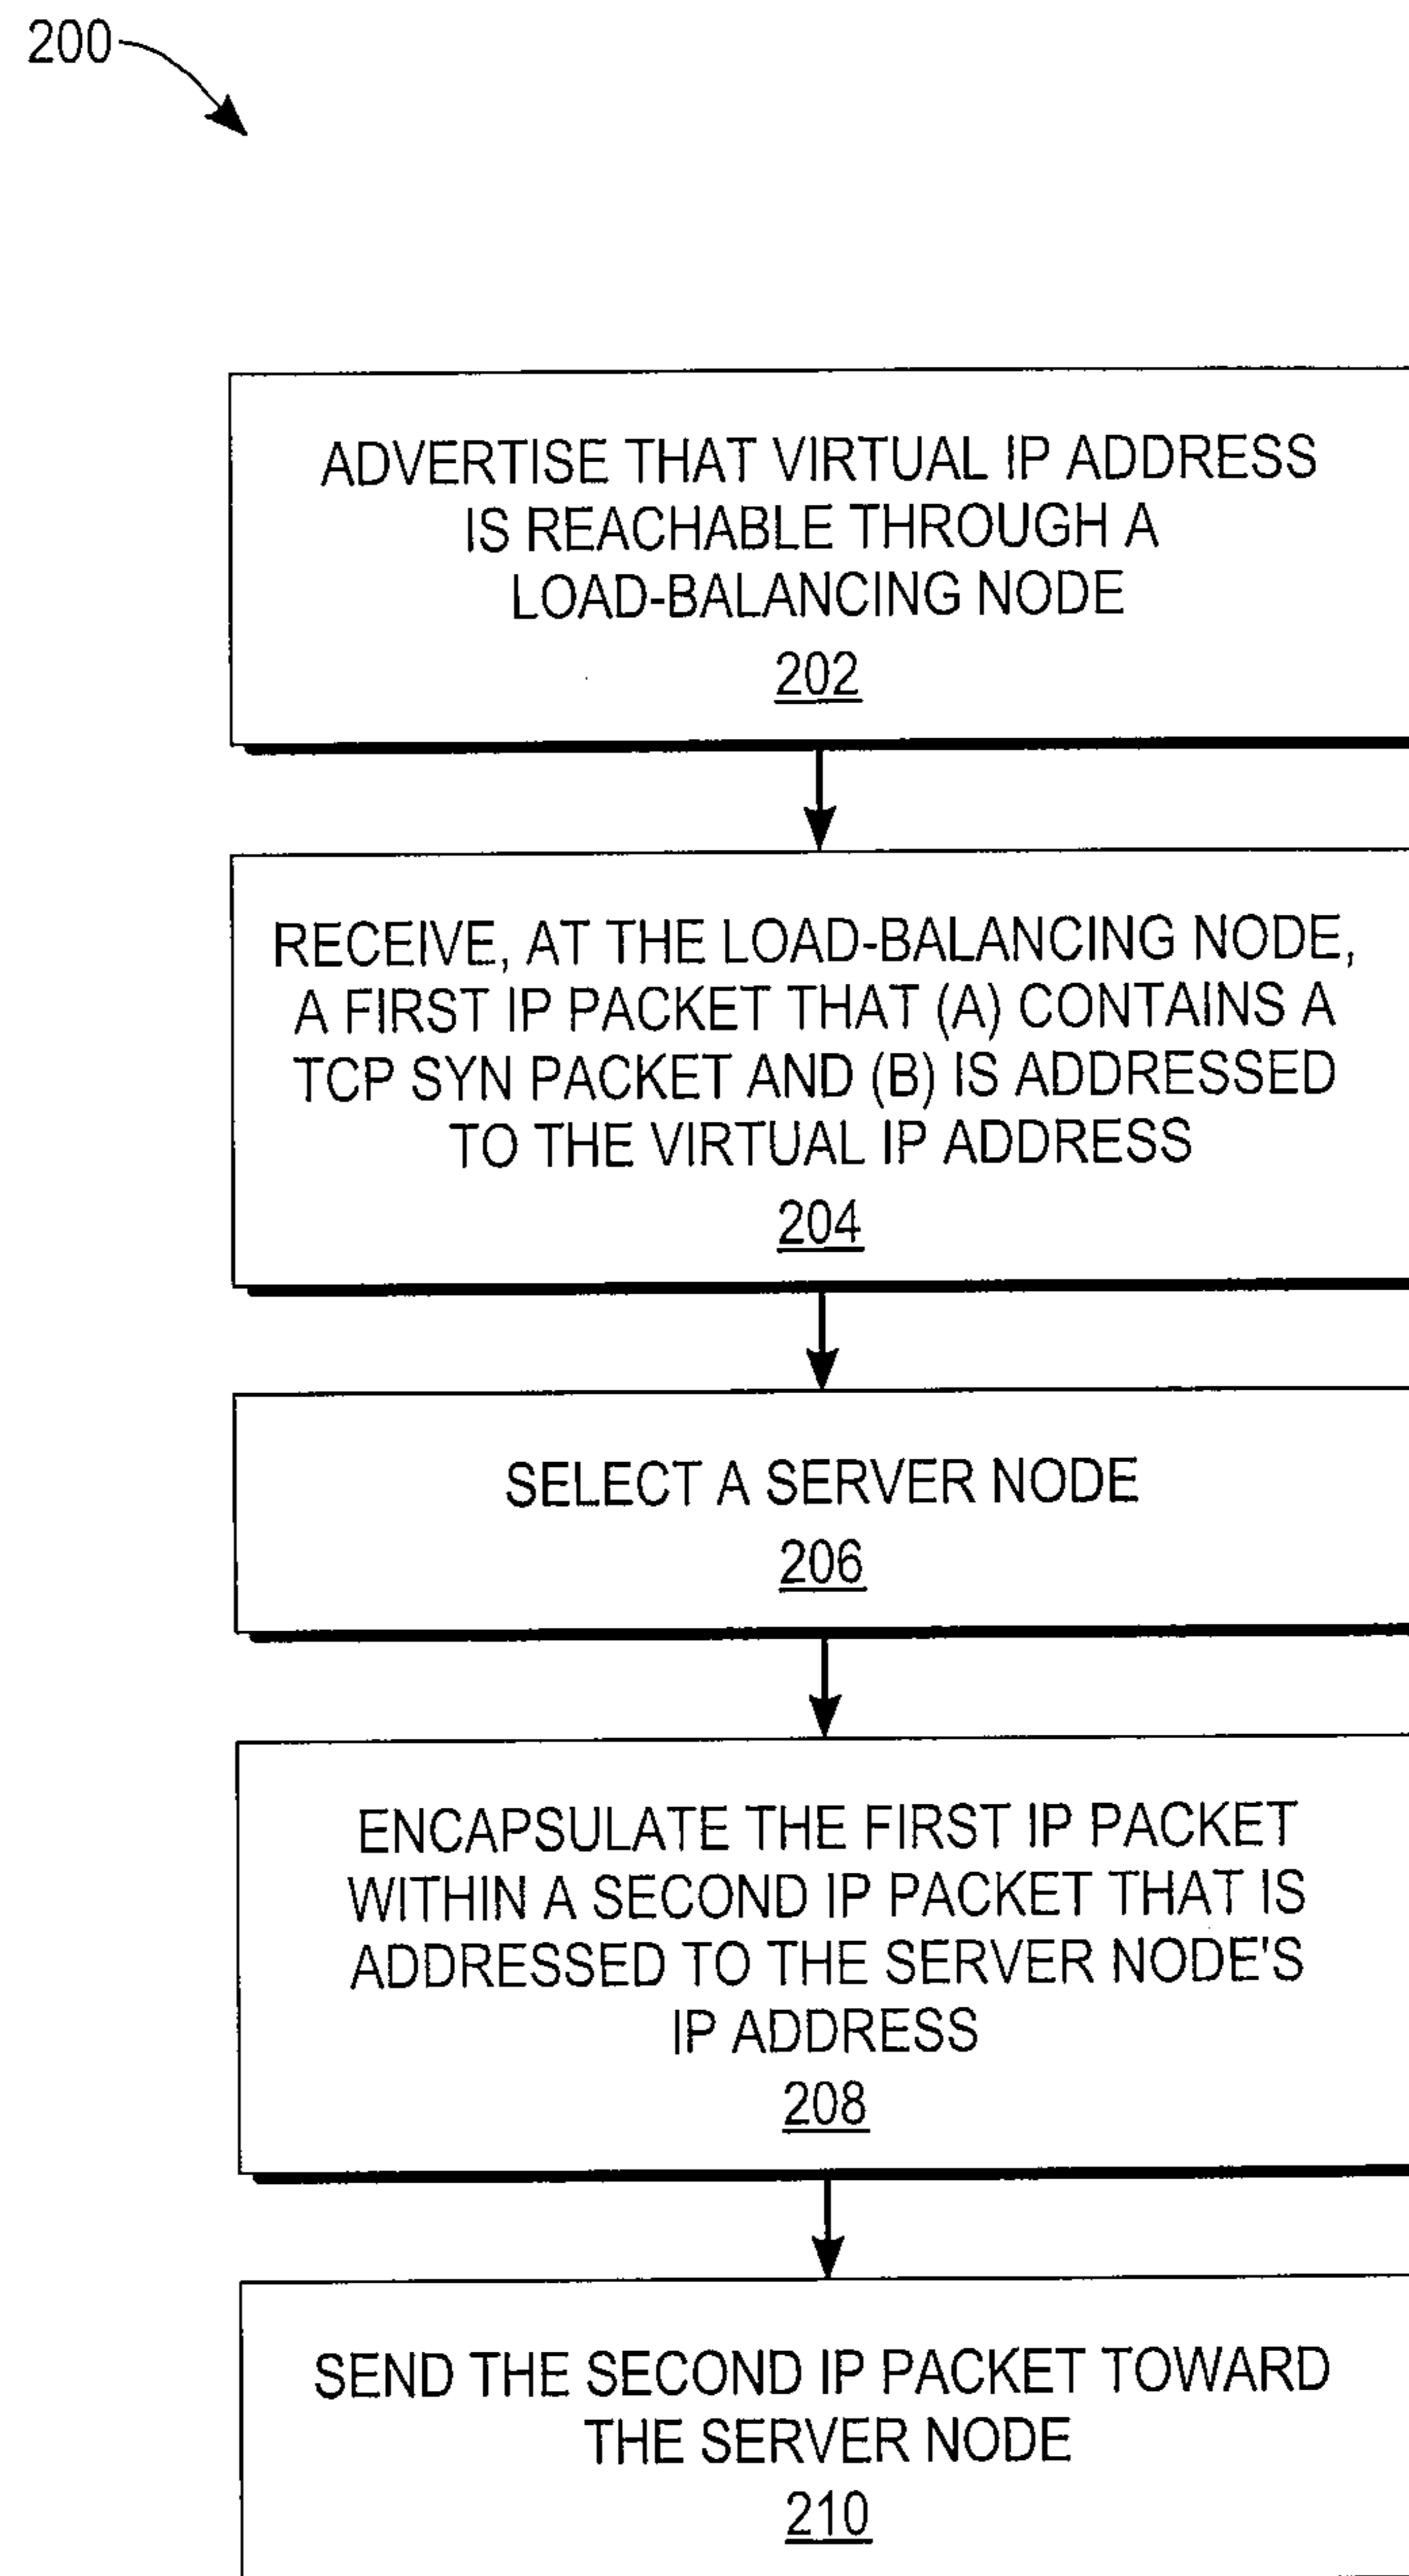 200
ADVERTISE THAT VIRTUAL IP ADDRESS
IS REACHABLE THROUGH A
LOAD-BALANCING NODE
202
RECEIVE, AT THE LOAD-BALANCING NODE,
A FIRST IP PACKET THAT (A) CONTAINS A
TCP SYN PACKET AND (B) IS ADDRESSED
TO THE VIRTUAL IP ADDRESS
204
SELECT A SERVER NODE
206
ENCAPSULATE THE FIRST IP PACKET
WITHIN A SECOND IP PACKET THAT IS
ADDRESSED TO THE SERVER NODE'S
IP ADDRESS
208
SEND THE SECOND IP PACKET TOWARD
THE SERVER NODE
210